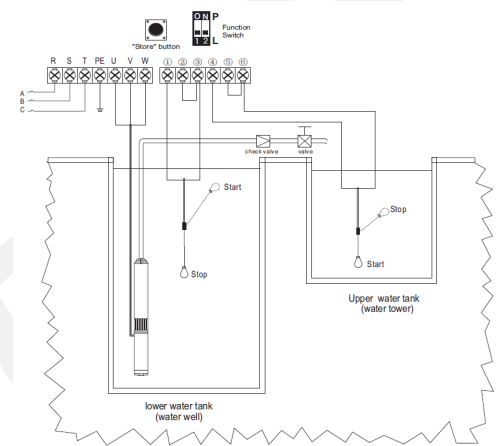 ON P
Function
Switch
1 2 L
"Store" button
R S T PE U V W ① ② ③ ④ ⑤ ⑥
A
B
C
check valve
valve
Start
Stop
Stop
Start
Upper water tank
(water tower)
lower water tank
(water well)